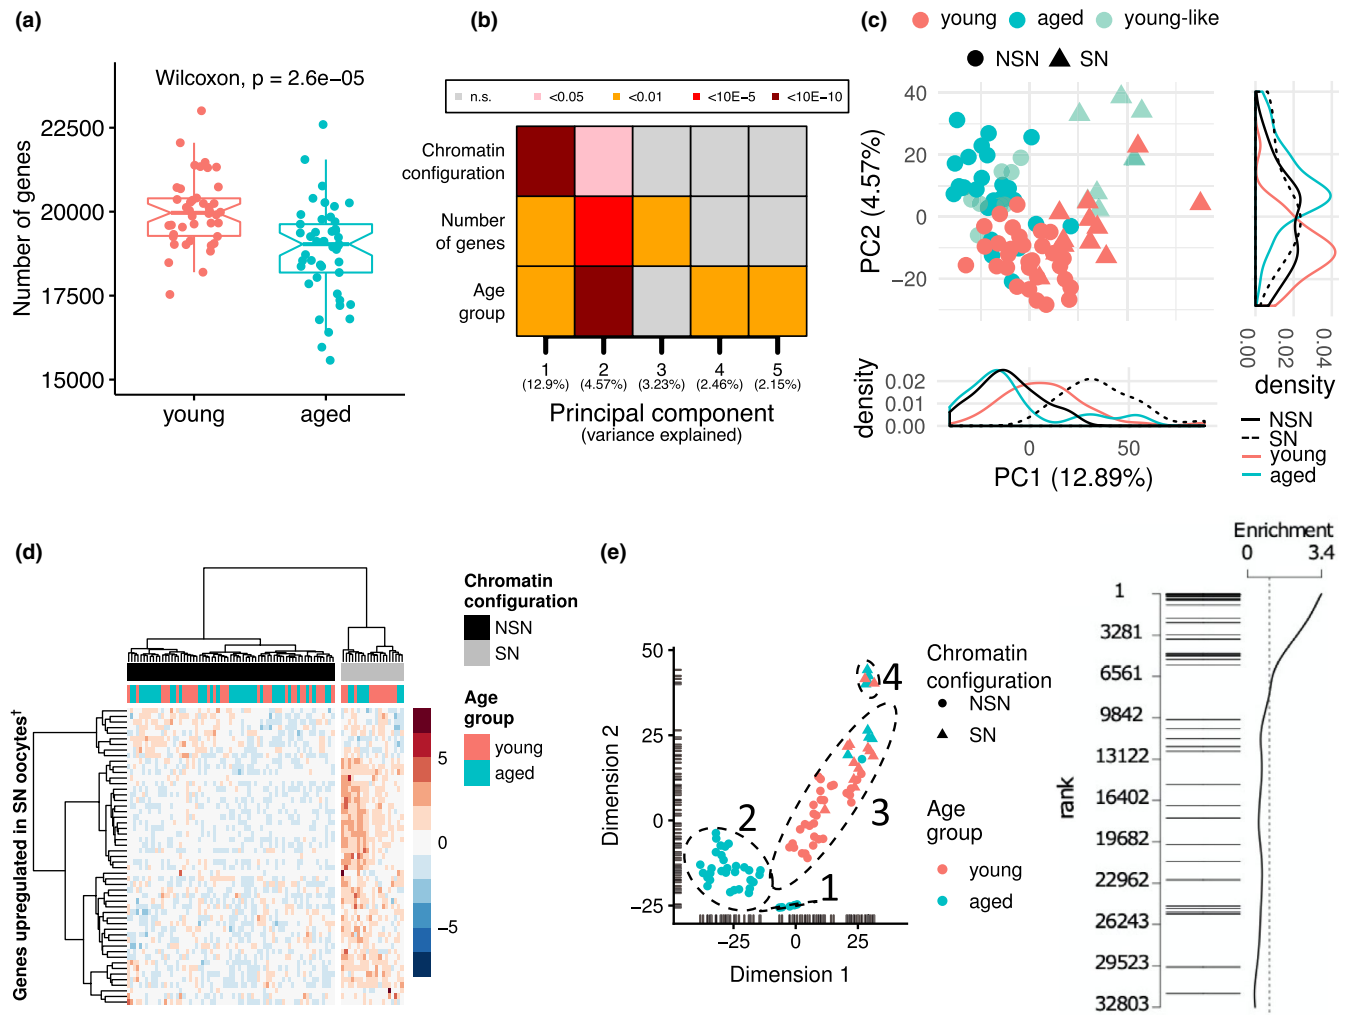 (a)
Wilcoxon, p = 2.6e−05
Number of genes
22500
20000
17500
15000
young
aged
(b)
n.s.
<0.05
<0.01
<10E−5
<10E−10
Chromatin
configuration
Number
of genes
Age
group
1
2
3
4
5
(12.9%)
(4.57%)
(3.23%)
(2.46%)
(2.15%)
Principal component
(variance explained)
(c)
young
aged
young-like
NSN
SN
PC2 (4.57%)
40
20
0
−20
density
0.02
0.01
0.00
0
50
PC1 (12.89%)
0.00
0.02
0.04
density
NSN
SN
young
aged
(d)
Chromatin
configuration
NSN
SN
Age
group
young
aged
5
0
−5
Genes upregulated in SN oocytes†
(e)
Dimension 2
50
25
0
−25
4
3
2
1
−25
0
25
Dimension 1
Chromatin
configuration
NSN
SN
Age
group
young
aged
Enrichment
0
3.4
rank
1
3281
6561
9842
13122
16402
19682
22962
26243
29523
32803